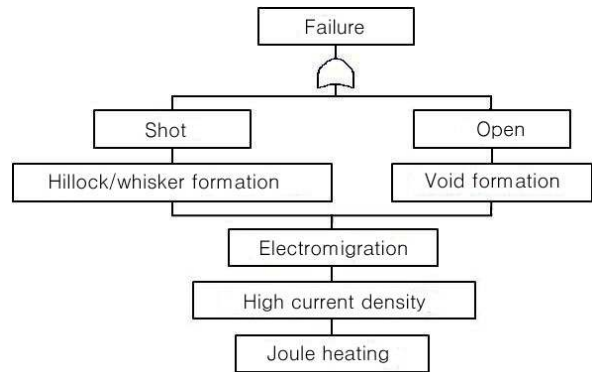 Failure
Shot
Open
Hillock/whisker formation
Void formation
Electromigration
High current density
Joule heating